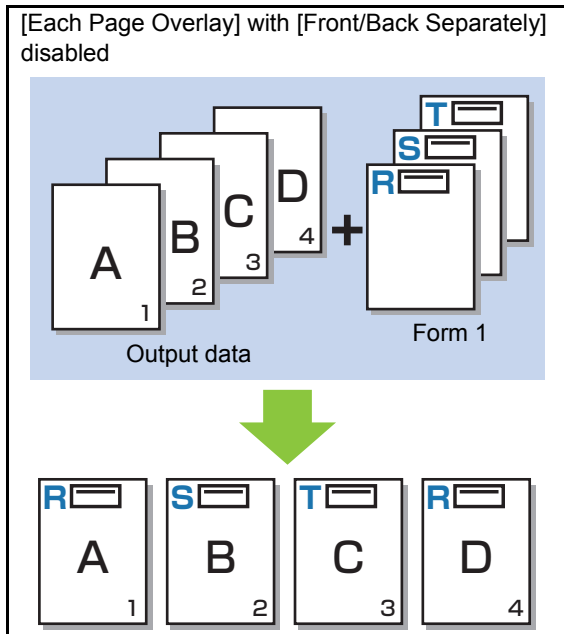 [Each Page Overlay] with [Front/Back Separately]
disabled
A
1
B
2
C
3
D
4
+
R
S
T
Output data
Form 1
R
A
1
S
B
2
T
C
3
R
D
4